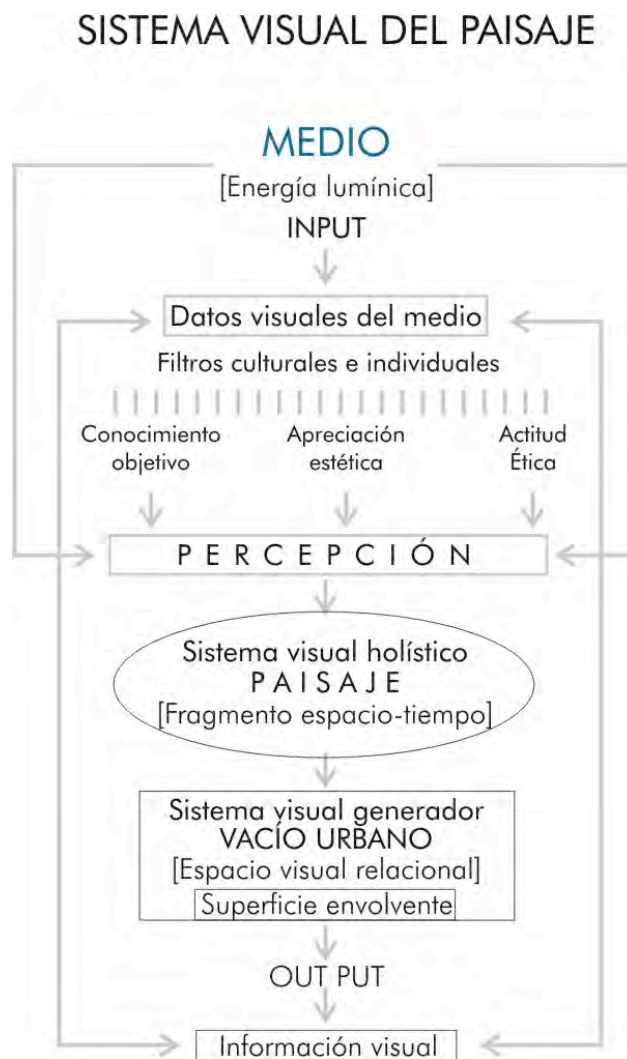 SISTEMA VISUAL DEL PAISAJE
MEDIO
[Energía lumínica]
INPUT
Datos visuales del medio
Filtros culturales e individuales
Conocimiento objetivo
Apreciación estética
Actitud Ética
PERCEPCIÓN
Sistema visual holístico
PAISAJE
[Fragmento espacio-tiempo]
Sistema visual generador
VACÍO URBANO
[Espacio visual relacional]
Superficie envolvente
OUT PUT
Información visual